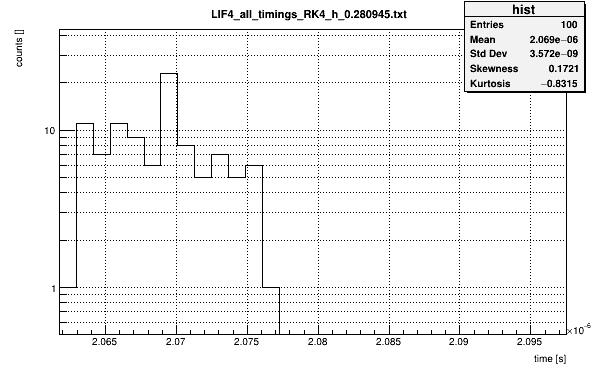 LIF4_all_timings_RK4_h_0.280945.txt
hist
Entries 100
Mean 2.069e−06
Std Dev 3.572e−09
Skewness 0.1721
Kurtosis −0.8315
counts []
10
1
2.065 2.07 2.075 2.08 2.085 2.09 2.095
×10⁻⁶
time [s]